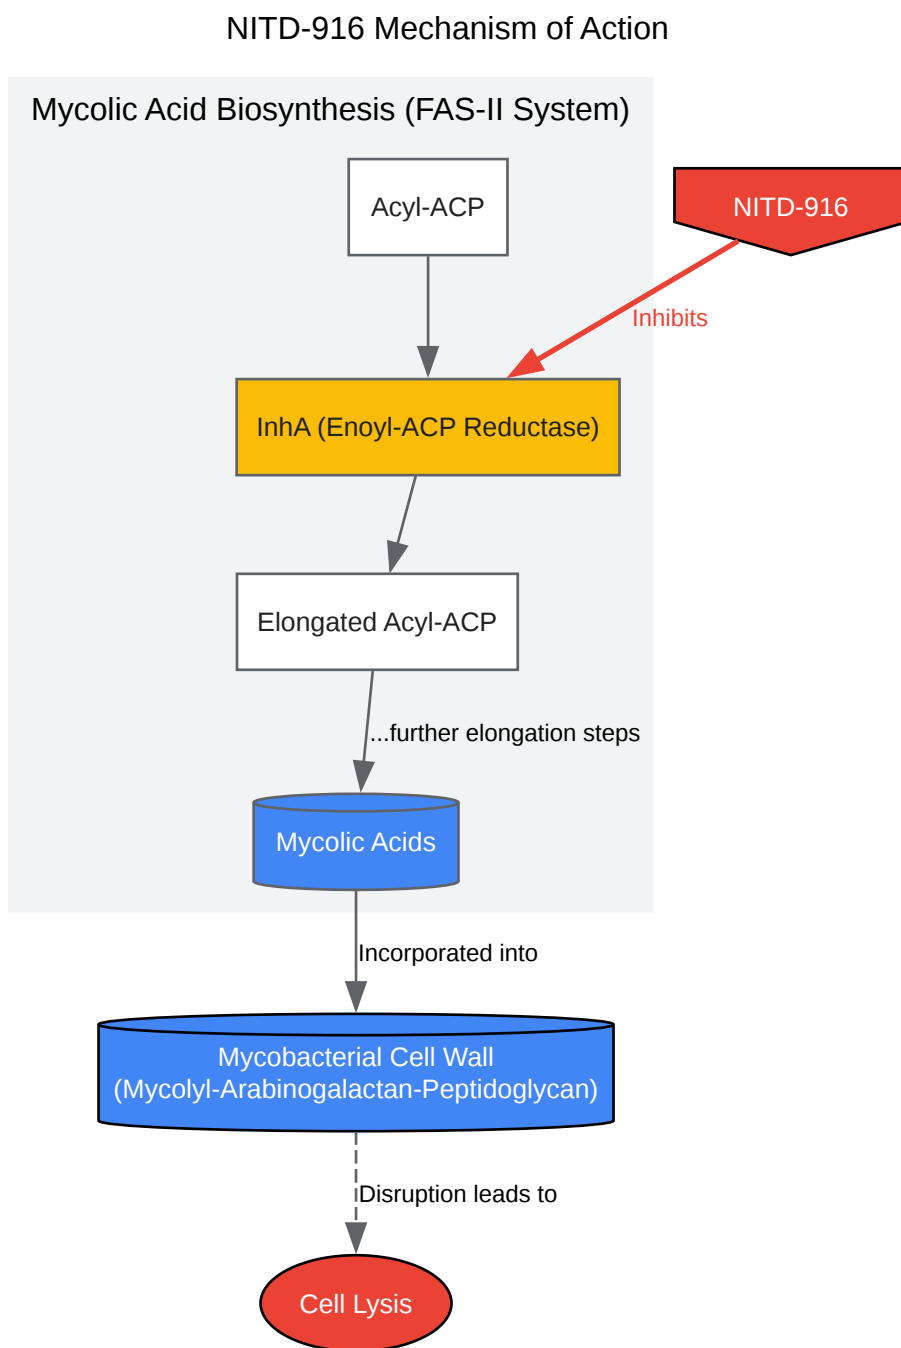 NITD-916 Mechanism of Action
Mycolic Acid Biosynthesis (FAS-II System)
Acyl-ACP
NITD-916
Inhibits
InhA (Enoyl-ACP Reductase)
Elongated Acyl-ACP
...further elongation steps
Mycolic Acids
Incorporated into
Mycobacterial Cell Wall
(Mycolyl-Arabinogalactan-Peptidoglycan)
Disruption leads to
Cell Lysis